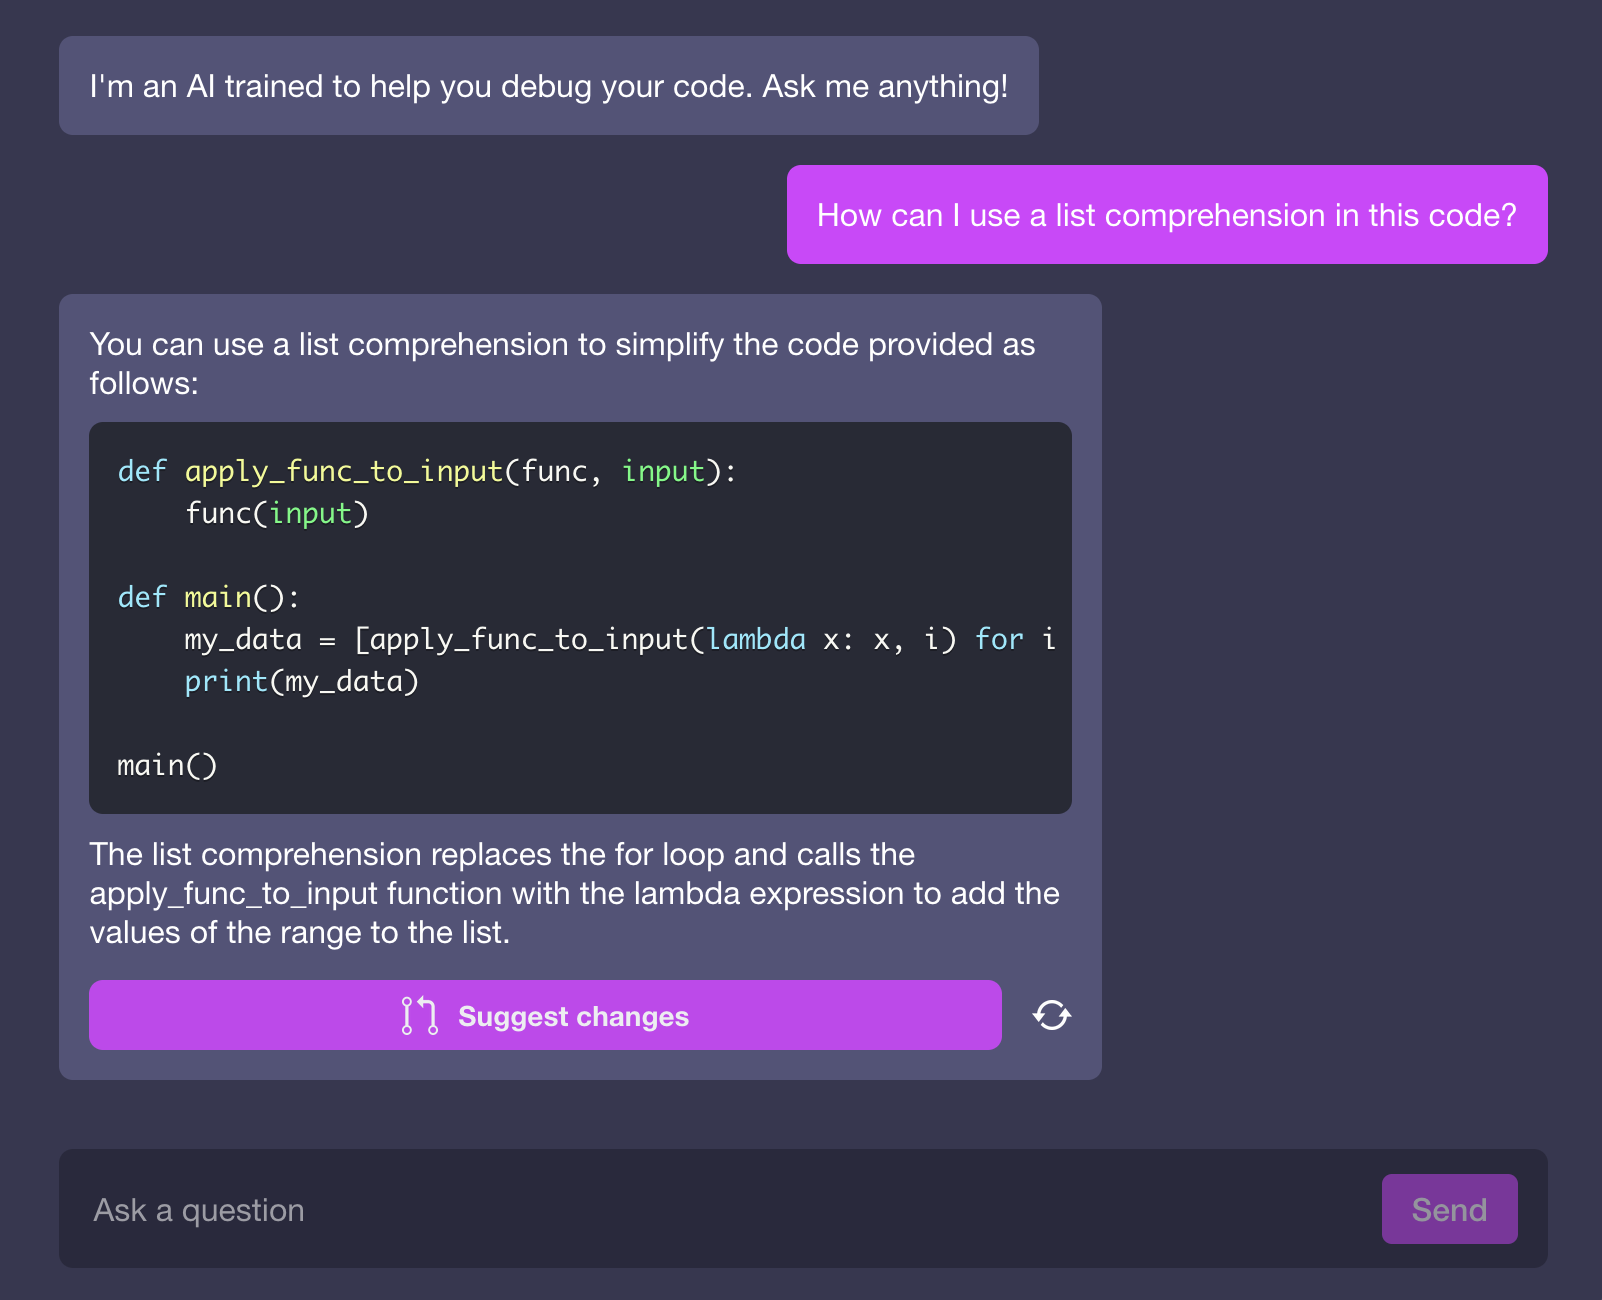 I'm an AI trained to help you debug your code. Ask me anything!
How can I use a list comprehension in this code?
You can use a list comprehension to simplify the code provided as
follows:
def apply_func_to_input(func, input):
    func(input)
def main():
    my_data = [apply_func_to_input(lambda x: x, i) for i
    print(my_data)
main()
The list comprehension replaces the for loop and calls the
apply_func_to_input function with the lambda expression to add the
values of the range to the list.
Suggest changes
Ask a question
Send